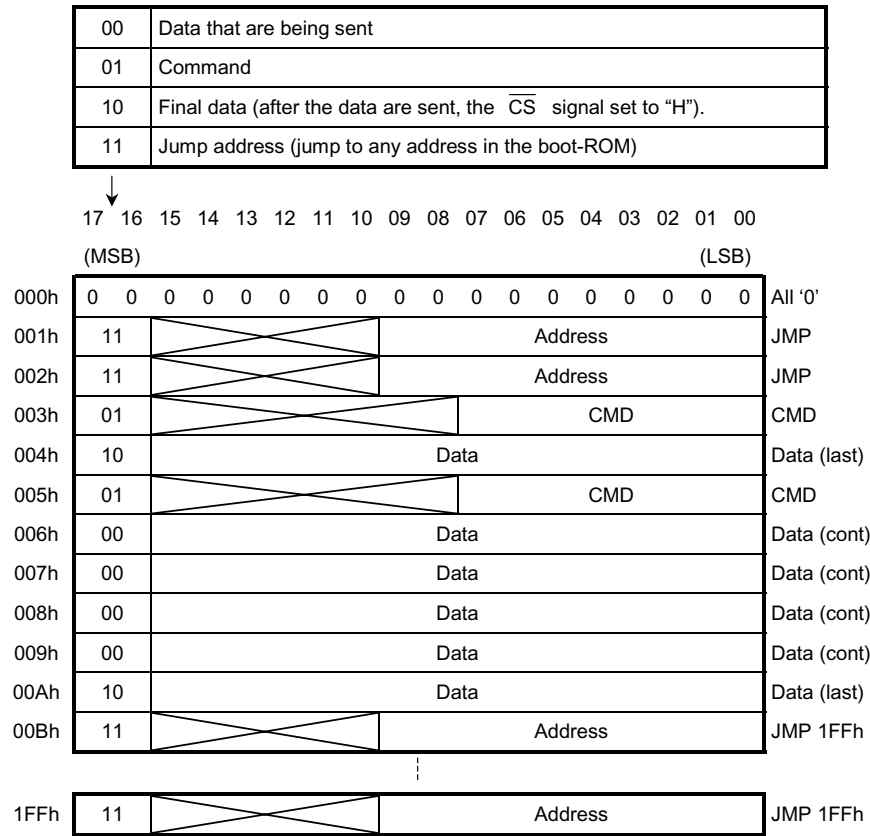 00 Data that are being sent
01 Command
10 Final data (after the data are sent, the CS signal set to “H”).
11 Jump address (jump to any address in the boot-ROM)
17 16 15 14 13 12 11 10 09 08 07 06 05 04 03 02 01 00
(MSB) (LSB)
000h 0 0 0 0 0 0 0 0 0 0 0 0 0 0 0 0 0 0 All ‘0’
001h 11 Address JMP
002h 11 Address JMP
003h 01 CMD CMD
004h 10 Data Data (last)
005h 01 CMD CMD
006h 00 Data Data (cont)
007h 00 Data Data (cont)
008h 00 Data Data (cont)
009h 00 Data Data (cont)
00Ah 10 Data Data (last)
00Bh 11 Address JMP 1FFh
1FFh 11 Address JMP 1FFh